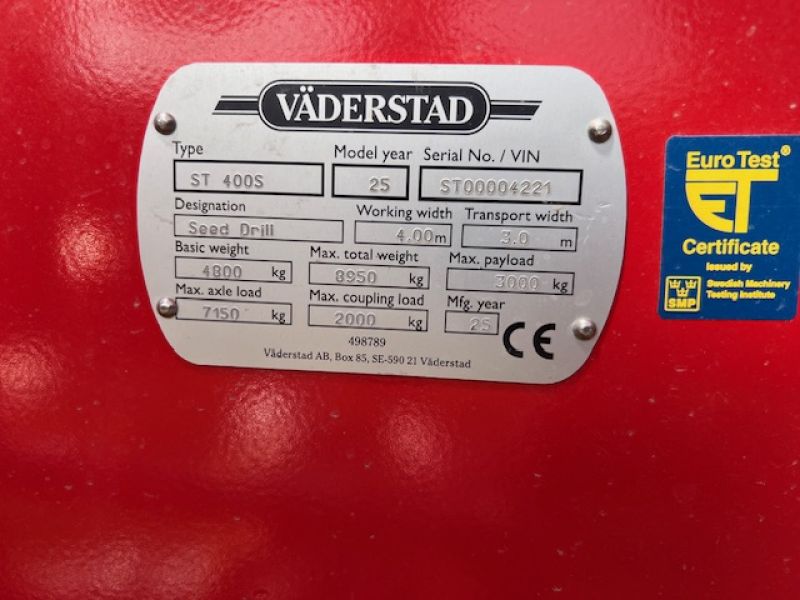 VÄDERSTAD
Type Model year Serial No. / VIN
ST 400S 25 ST00004221
Designation Working width Transport width
Seed Drill 4.00 m 3.0 m
Basic weight Max. total weight Max. payload
4800 kg 8950 kg 3000 kg
Max. axle load Max. coupling load Mfg. year
7150 kg 2000 kg 25 CE
498789
Väderstad AB, Box 85, SE-590 21 Väderstad
Euro Test®
ET
Certificate
Issued by
SMP Swedish Machinery
Testing Institute